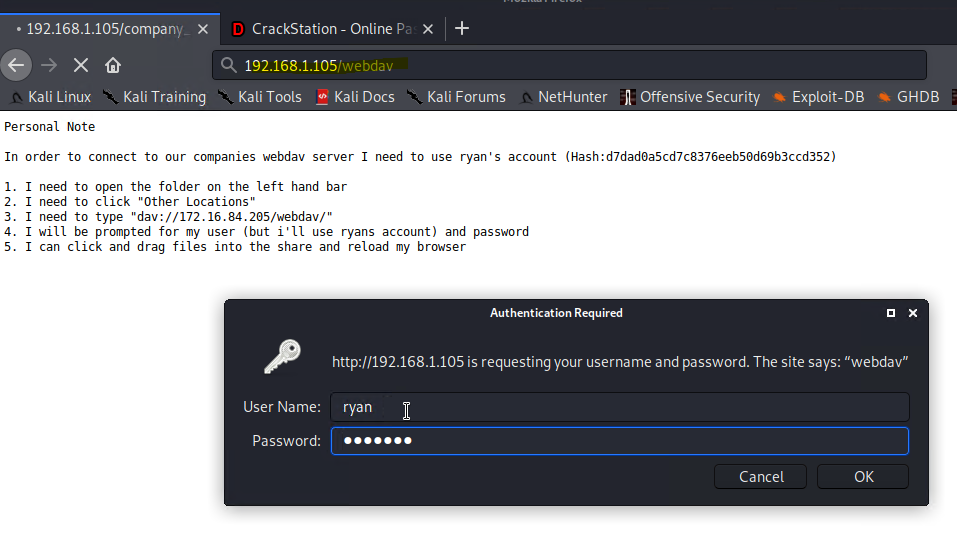 Mozilla Firefox
192.168.1.105/company_
CrackStation - Online Pa
192.168.1.105/webdav
Kali Linux Kali Training Kali Tools Kali Docs Kali Forums NetHunter Offensive Security Exploit-DB GHDB
Personal Note
In order to connect to our companies webdav server I need to use ryan's account (Hash:d7dad0a5cd7c8376eeb50d69b3ccd352)
1. I need to open the folder on the left hand bar
2. I need to click "Other Locations"
3. I need to type "dav://172.16.84.205/webdav/"
4. I will be prompted for my user (but i'll use ryans account) and password
5. I can click and drag files into the share and reload my browser
Authentication Required
http://192.168.1.105 is requesting your username and password. The site says: “webdav”
User Name: ryan
Password: ●●●●●●●
Cancel OK